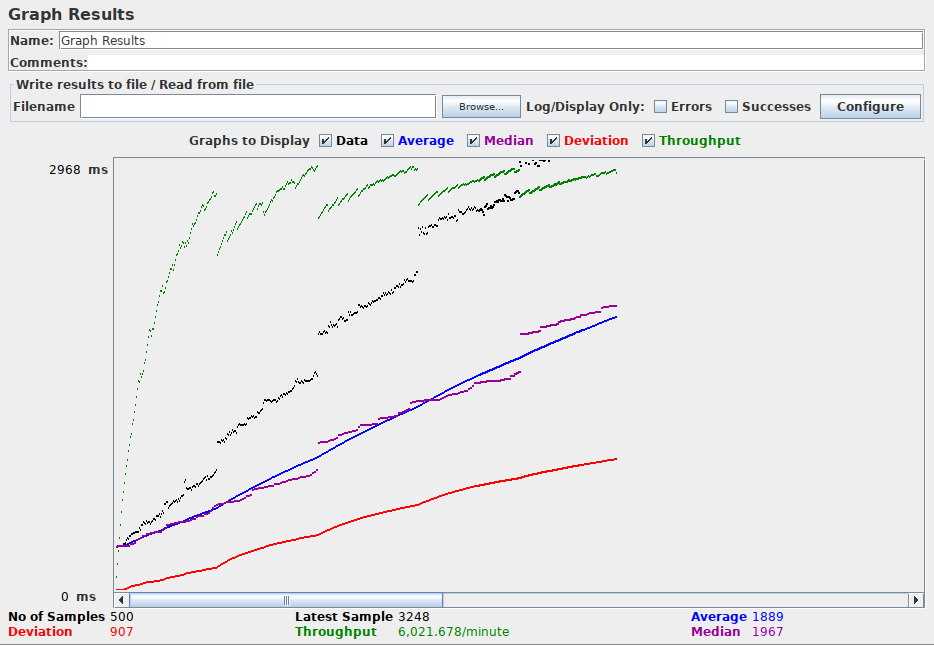 Graph Results
Name: Graph Results
Comments:
Write results to file / Read from file
Filename Browse... Log/Display Only: Errors Successes Configure
Graphs to Display Data Average Median Deviation Throughput
2968 ms
0 ms
No of Samples 500 Latest Sample 3248 Average 1889
Deviation 907 Throughput 6,021.678/minute Median 1967